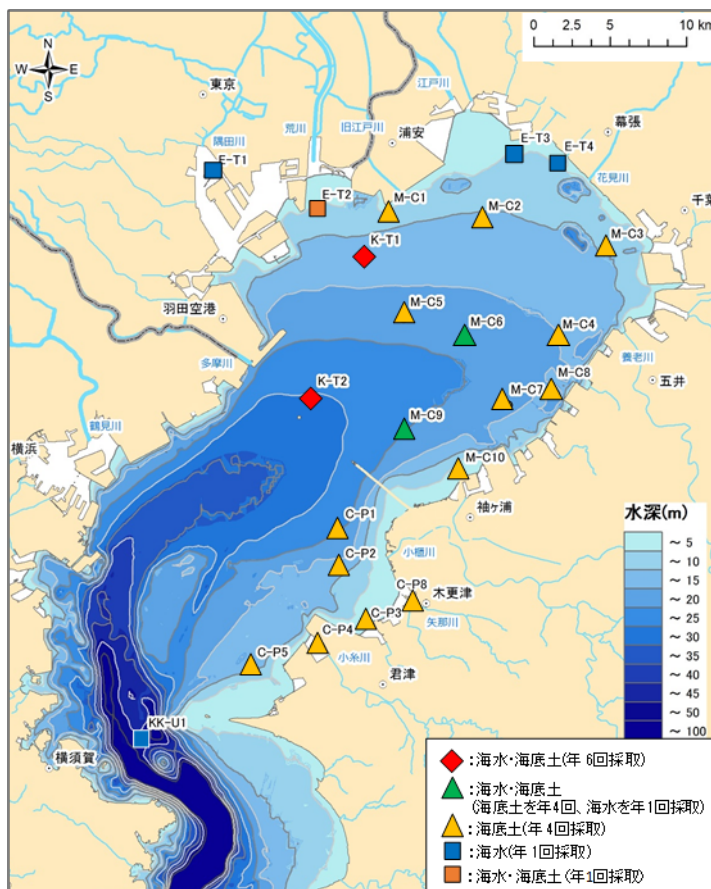 0 2.5 5 10 km
N
W E
S
東京
江戸川
荒川
旧江戸川
浦安
幕張
隅田川
E-T1
E-T3
E-T4
花見川
E-T2
M-C1
M-C2
千葉
K-T1
M-C3
羽田空港
M-C5
M-C6
M-C4
多摩川
養老川
K-T2
五井
M-C7
M-C8
鶴見川
横浜
M-C9
M-C10
袖ヶ浦
C-P1
小櫃川
C-P2
C-P8
木更津
C-P3
矢那川
C-P4
小糸川
C-P5
君津
KK-U1
横須賀
水深(m)
～ 5
～ 10
～ 15
～ 20
～ 25
～ 30
～ 35
～ 40
～ 45
～ 50
～ 100
:海水・海底土(年 6回採取)
:海水・海底土
(海底土を年4回、海水を年1回採取)
:海底土(年 4回採取)
:海水(年 1回採取)
:海水・海底土(年1回採取)